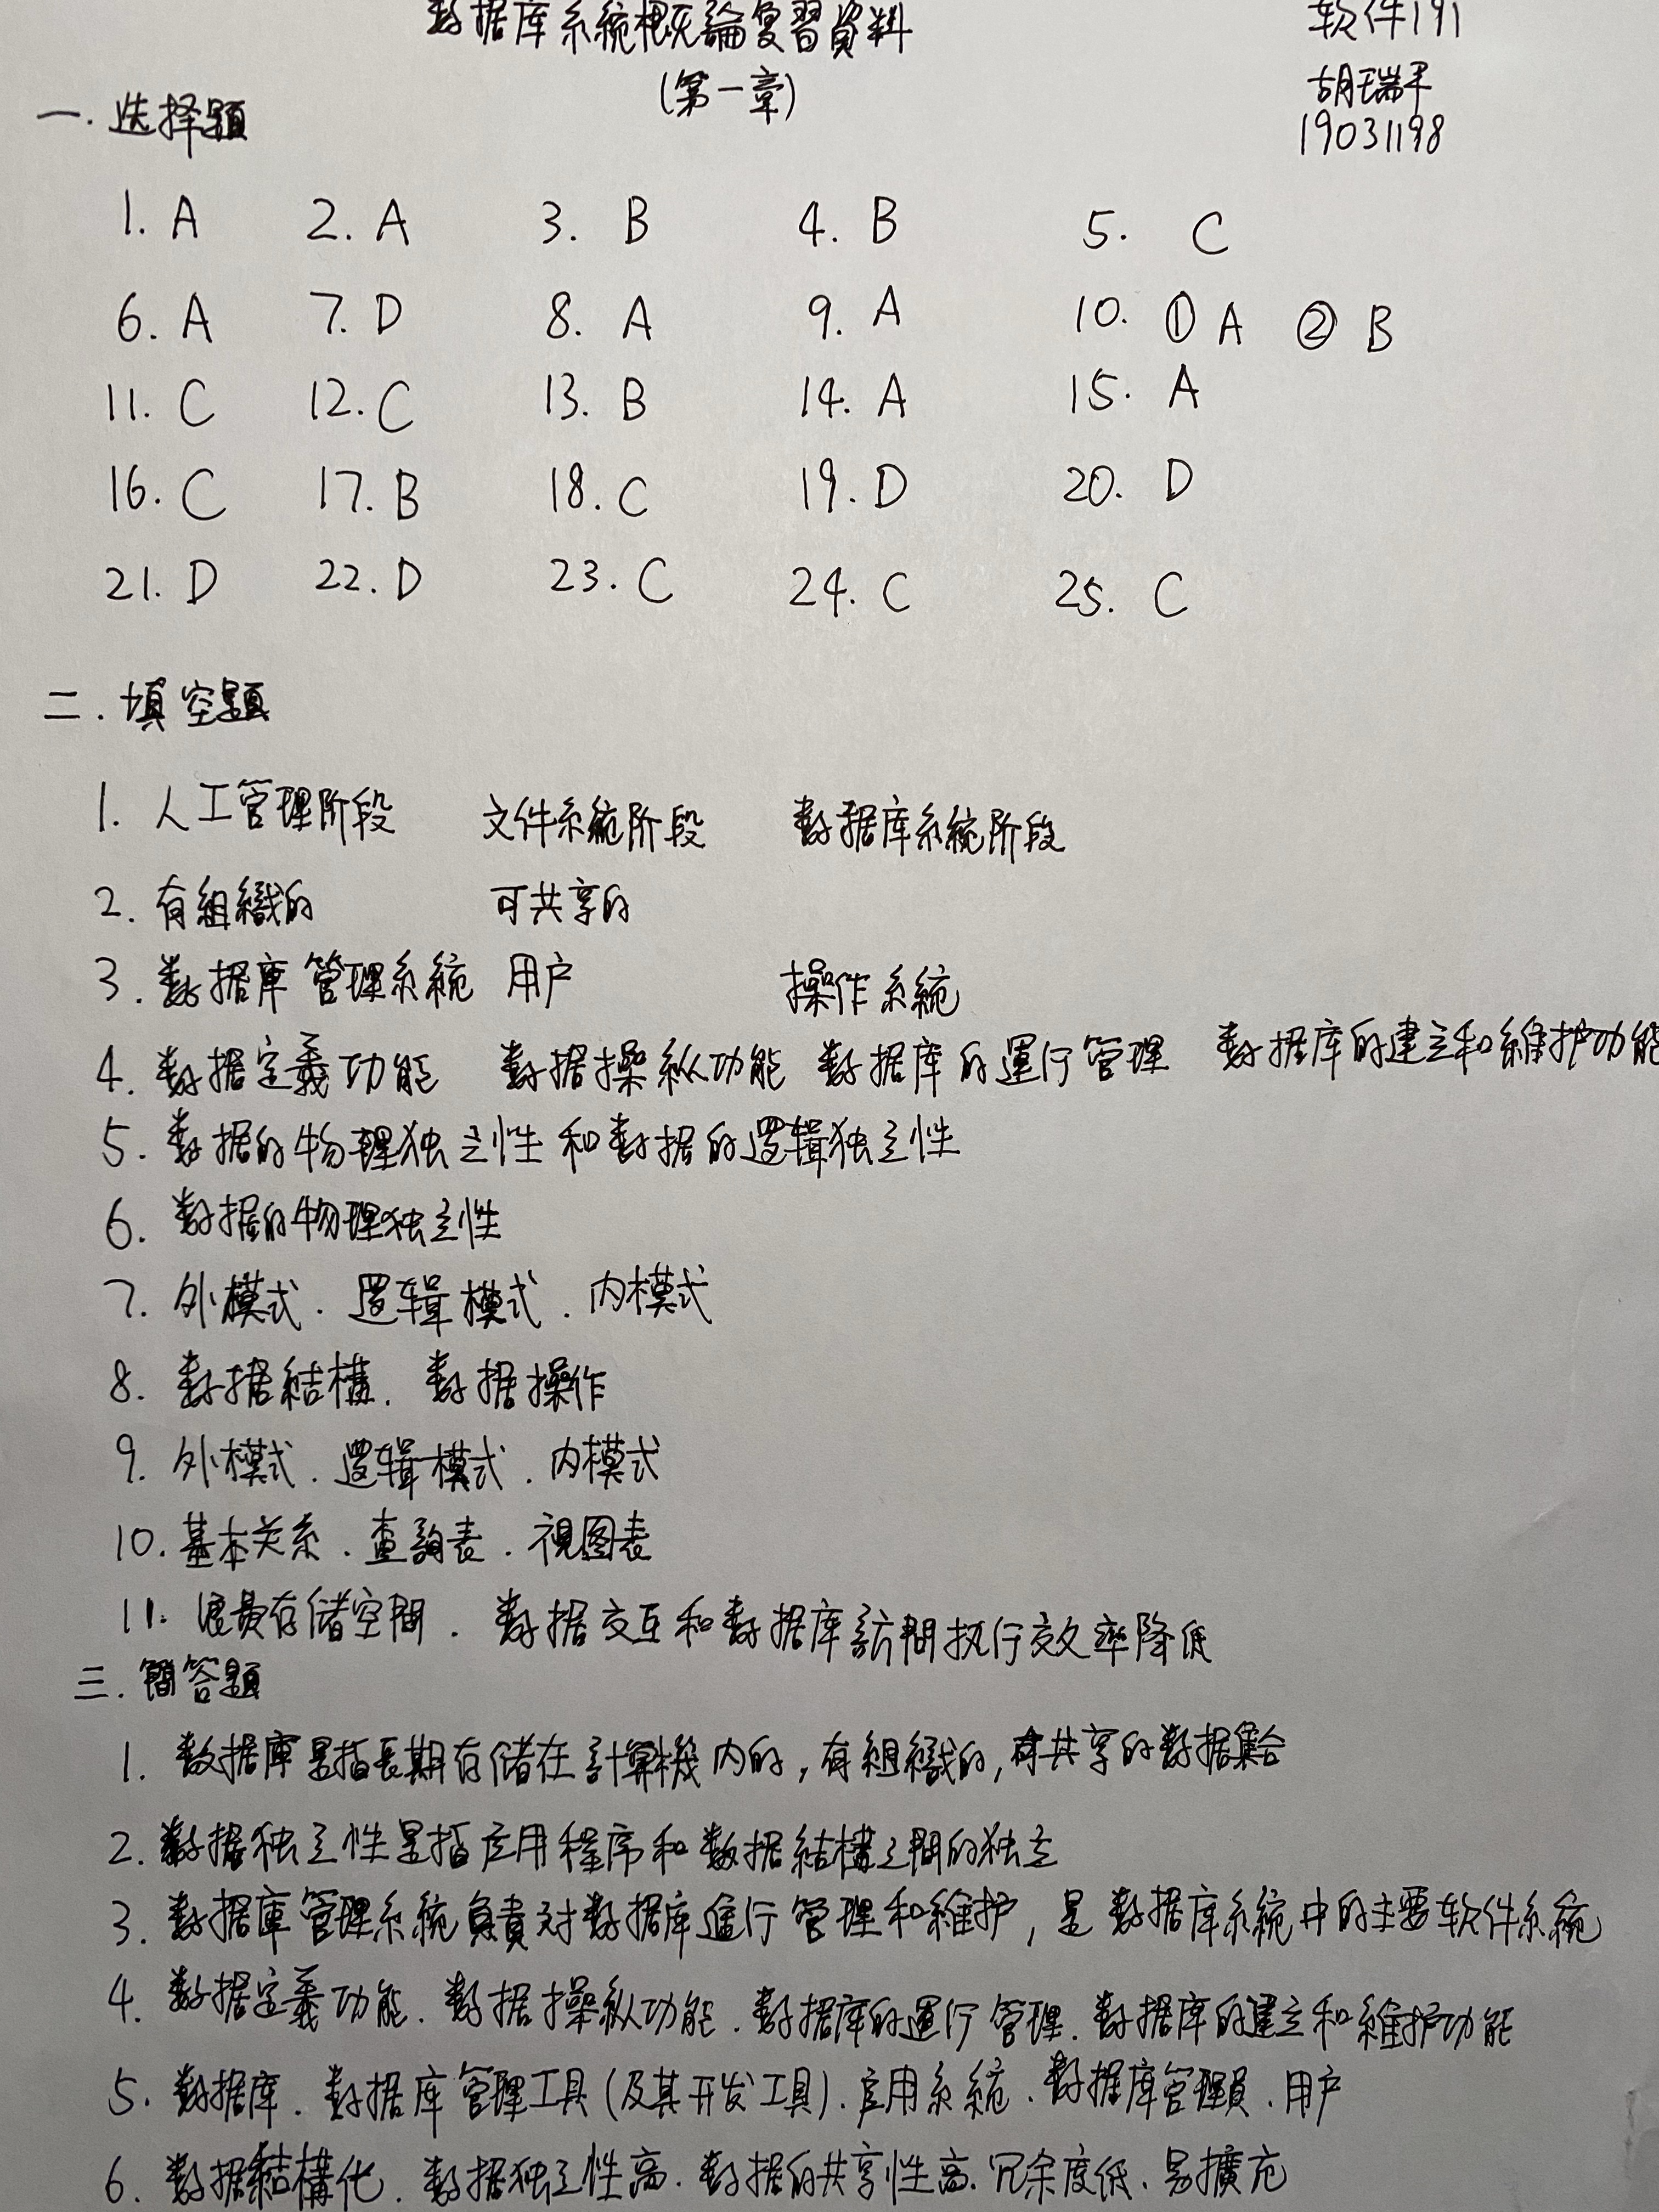 数据库系統概論复習資料 软件191
(第一章) 胡瑞平
19031198
一.选择題
1. A 2. A 3. B 4. B 5. C
6. A 7. D 8. A 9. A 10. ① A ② B
11. C 12. C 13. B 14. A 15. A
16. C 17. B 18. C 19. D 20. D
21. D 22. D 23. C 24. C 25. C
二.填空題
1. 人工管理阶段 文件系統阶段 数据库系統阶段
2. 有組織的 可共享的
3. 数据庫管理系統 用户 操作系統
4. 数据定義功能 数据操縱功能 数据库的運行管理 数据库的建立和維护功能
5. 数据的物理独立性和数据的逻辑独立性
6. 数据的物理独立性
7. 外模式. 逻辑模式. 内模式
8. 数据結構. 数据操作
9. 外模式. 逻辑模式. 内模式
10. 基本关系. 查詢表. 視图表
11. 浪費存储空間. 数据交互和数据库訪問执行效率降低
三.簡答題
1. 数据庫是指長期存储在計算機内的,有組織的,可共享的数据集合
2. 数据独立性是指应用程序和数据結構之間的独立
3. 数据庫管理系統負責对数据库進行管理和維护,是数据库系統中的主要软件系統
4. 数据定義功能.数据操縱功能.数据库的運行管理.数据库的建立和維护功能
5. 数据库.数据库管理工具(及其开发工具).应用系統.数据库管理員.用户
6. 数据結構化.数据独立性高.数据的共享性高.冗余度低.易擴充